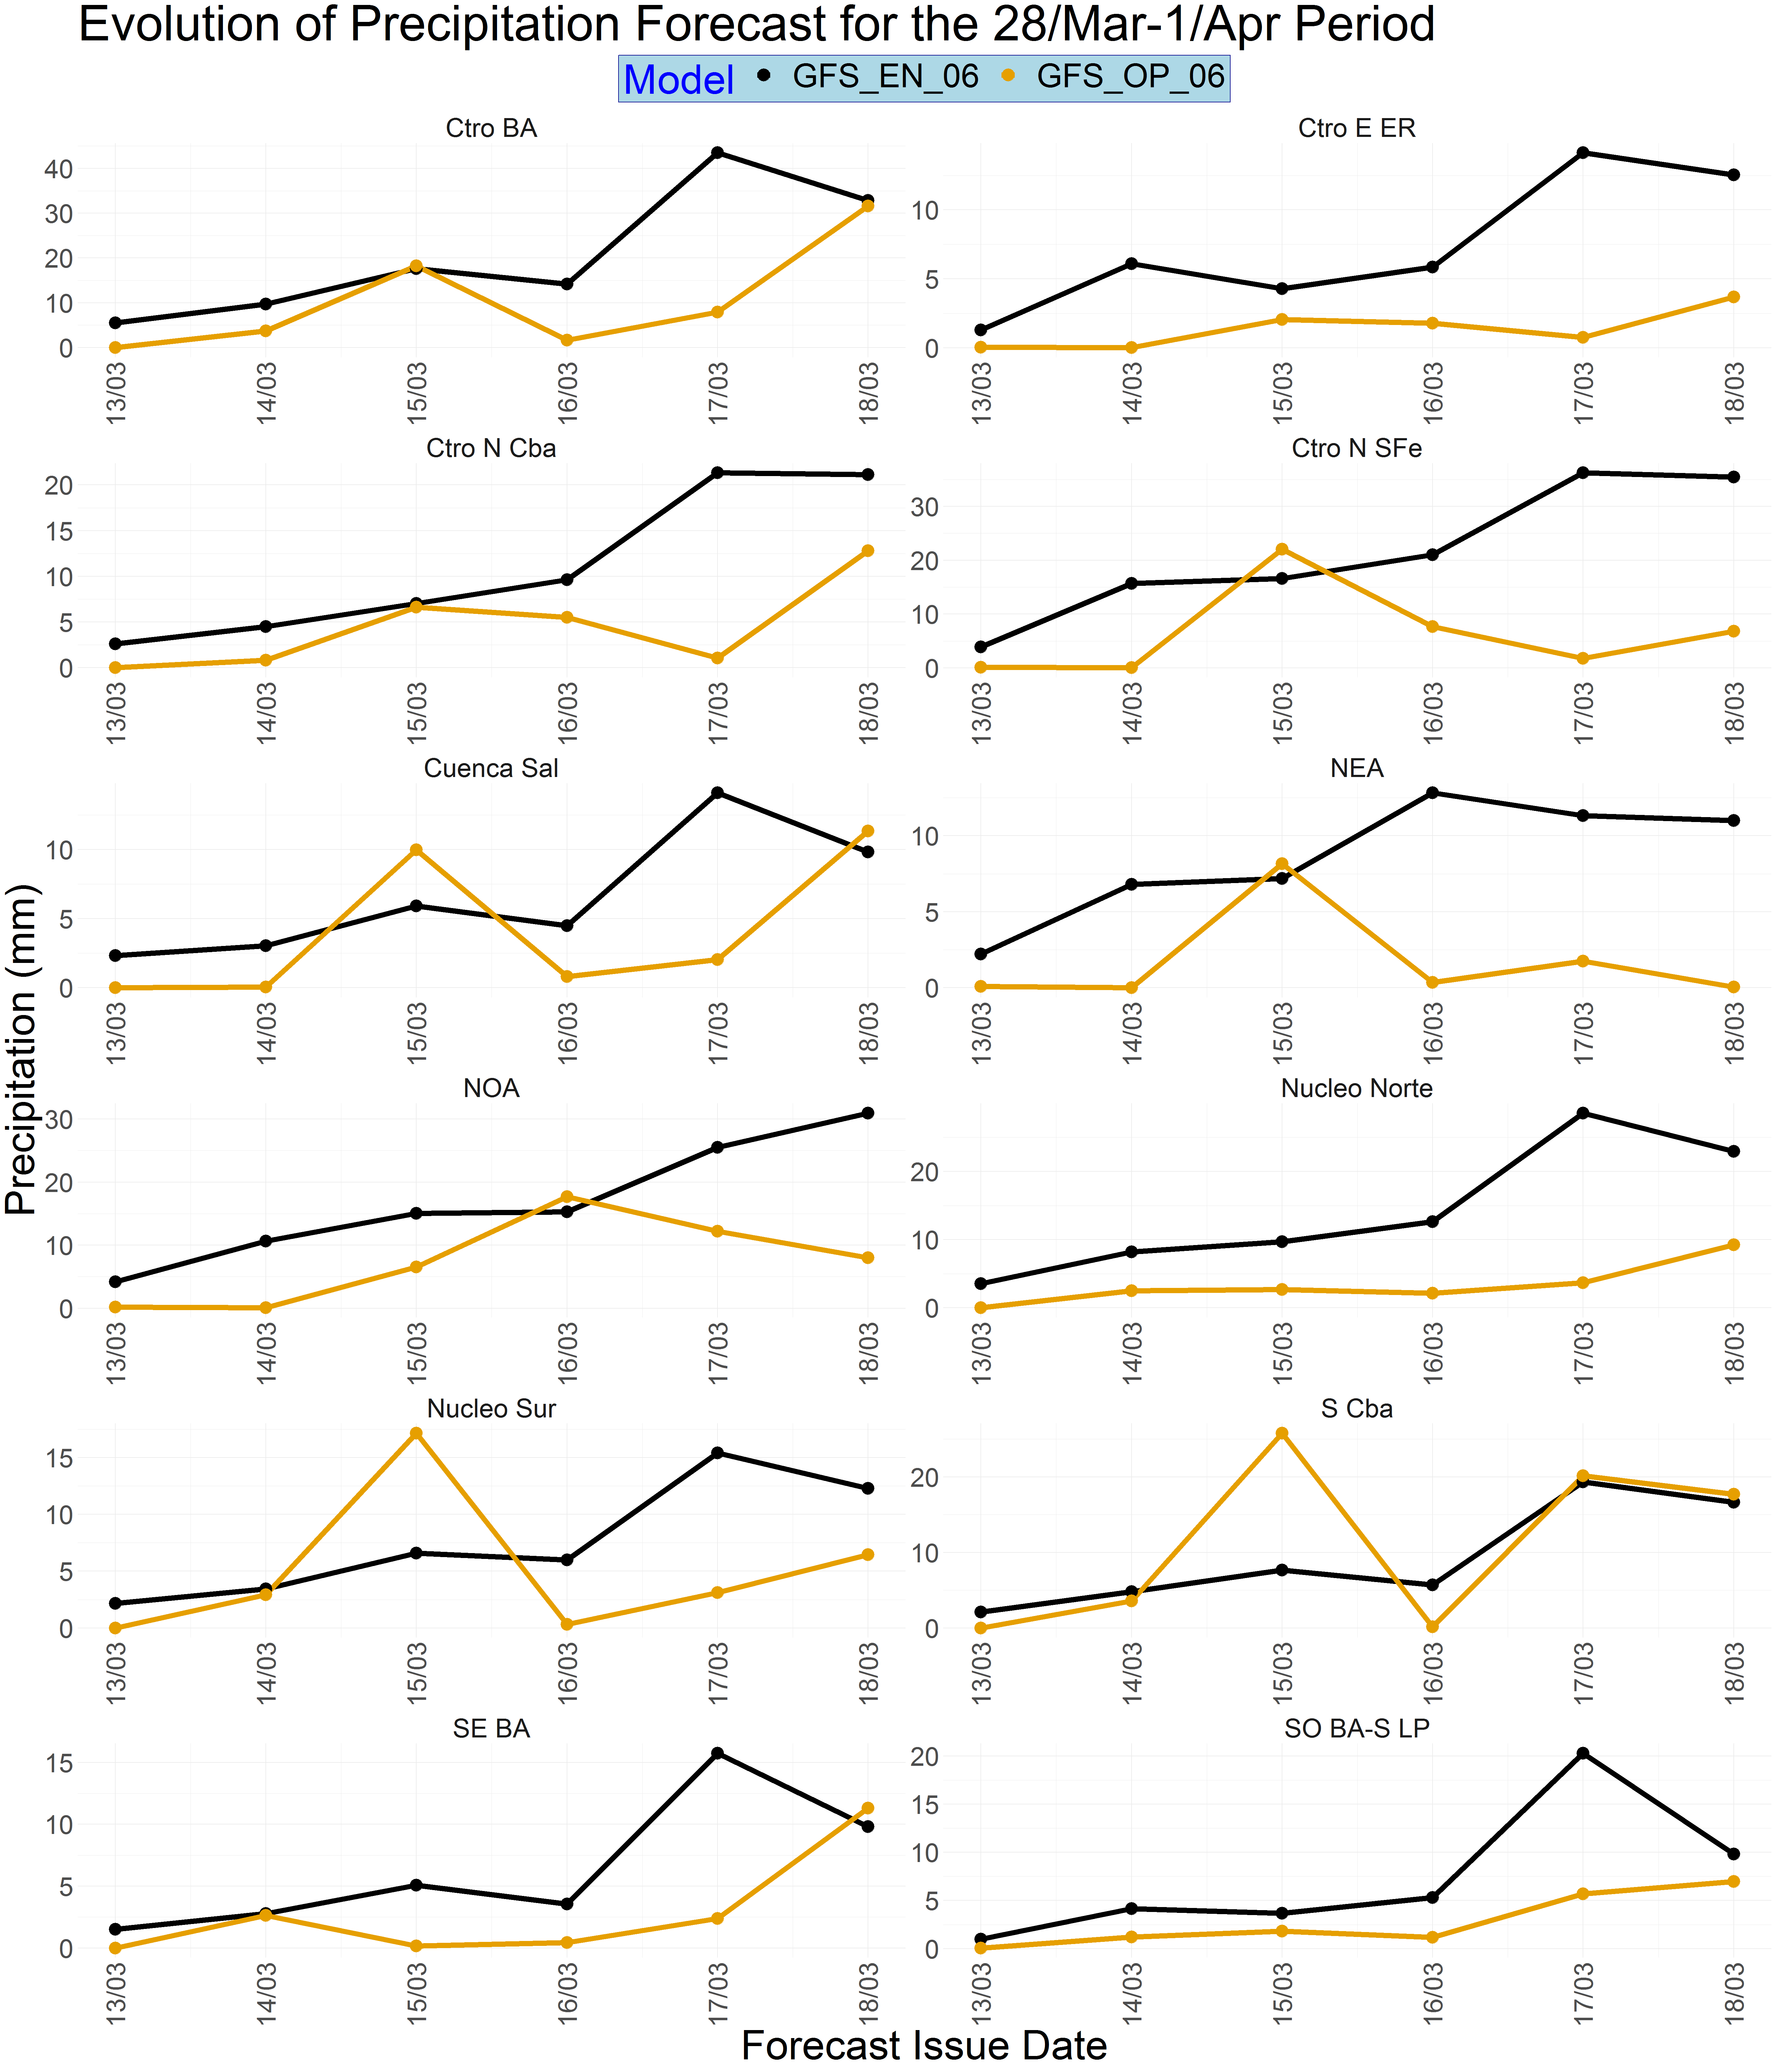 Evolution of Precipitation Forecast for the 28/Mar-1/Apr Period
Model GFS_EN_06 GFS_OP_06
Precipitation (mm)
Ctro BA
40
30
20
10
0
13/03 14/03 15/03 16/03 17/03 18/03
Ctro E ER
10
5
0
13/03 14/03 15/03 16/03 17/03 18/03
Ctro N Cba
20
15
10
5
0
13/03 14/03 15/03 16/03 17/03 18/03
Ctro N SFe
30
20
10
0
13/03 14/03 15/03 16/03 17/03 18/03
Cuenca Sal
10
5
0
13/03 14/03 15/03 16/03 17/03 18/03
NEA
10
5
0
13/03 14/03 15/03 16/03 17/03 18/03
NOA
30
20
10
0
13/03 14/03 15/03 16/03 17/03 18/03
Nucleo Norte
20
10
0
13/03 14/03 15/03 16/03 17/03 18/03
Nucleo Sur
15
10
5
0
13/03 14/03 15/03 16/03 17/03 18/03
S Cba
20
10
0
13/03 14/03 15/03 16/03 17/03 18/03
SE BA
15
10
5
0
13/03 14/03 15/03 16/03 17/03 18/03
SO BA-S LP
20
15
10
5
0
13/03 14/03 15/03 16/03 17/03 18/03
Forecast Issue Date